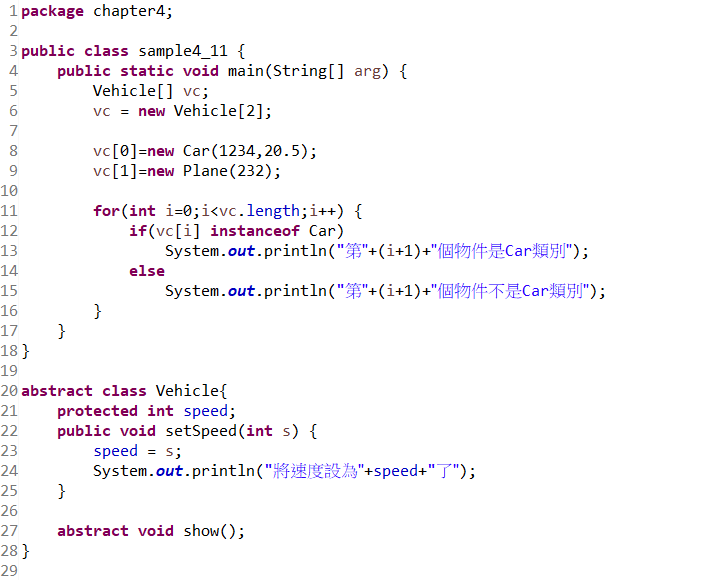 1 package chapter4;
2
3 public class sample4_11 {
4     public static void main(String[] arg) {
5         Vehicle[] vc;
6         vc = new Vehicle[2];
7
8         vc[0]=new Car(1234,20.5);
9         vc[1]=new Plane(232);
10
11         for(int i=0;i<vc.length;i++) {
12             if(vc[i] instanceof Car)
13                 System.out.println("第"+(i+1)+"個物件是Car類別");
14             else
15                 System.out.println("第"+(i+1)+"個物件不是Car類別");
16         }
17     }
18 }
19
20 abstract class Vehicle{
21     protected int speed;
22     public void setSpeed(int s) {
23         speed = s;
24         System.out.println("將速度設為"+speed+"了");
25     }
26
27     abstract void show();
28 }
29